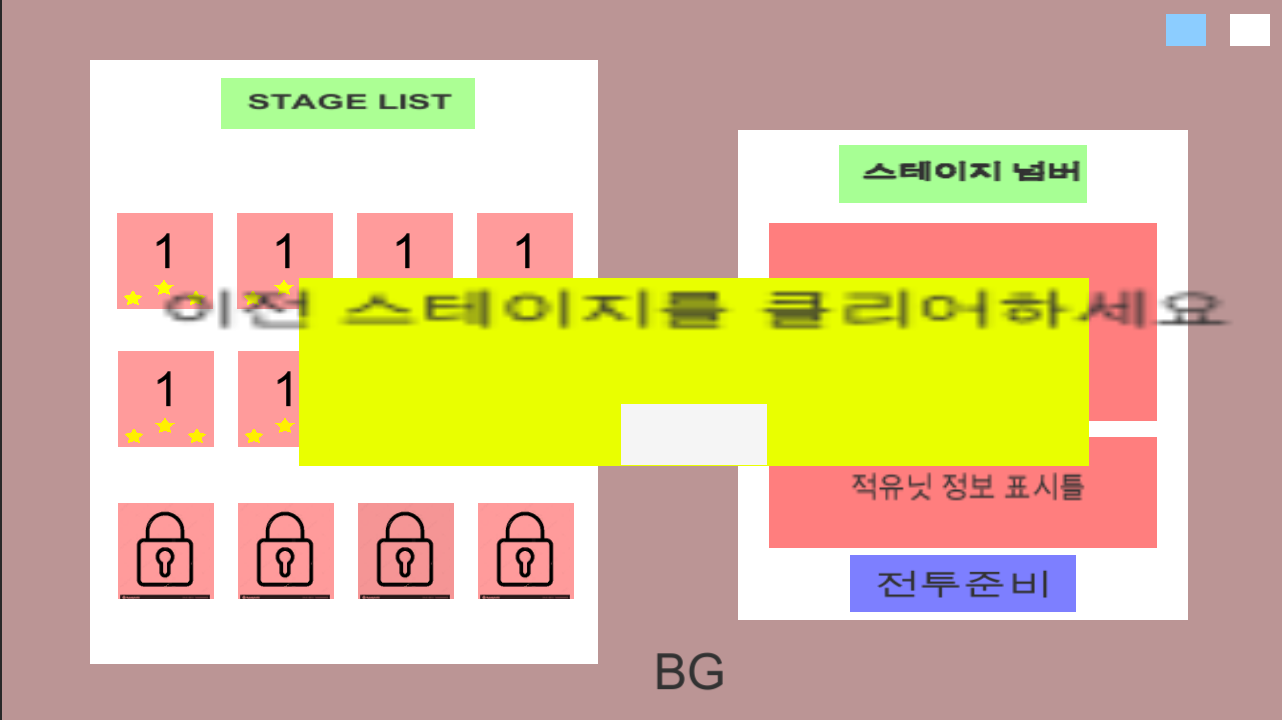 STAGE LIST
스테이지 넘버
1 1 1 1
이전 스테이지를 클리어하세요
1 1
적유닛 정보 표시틀
전투준비
BG